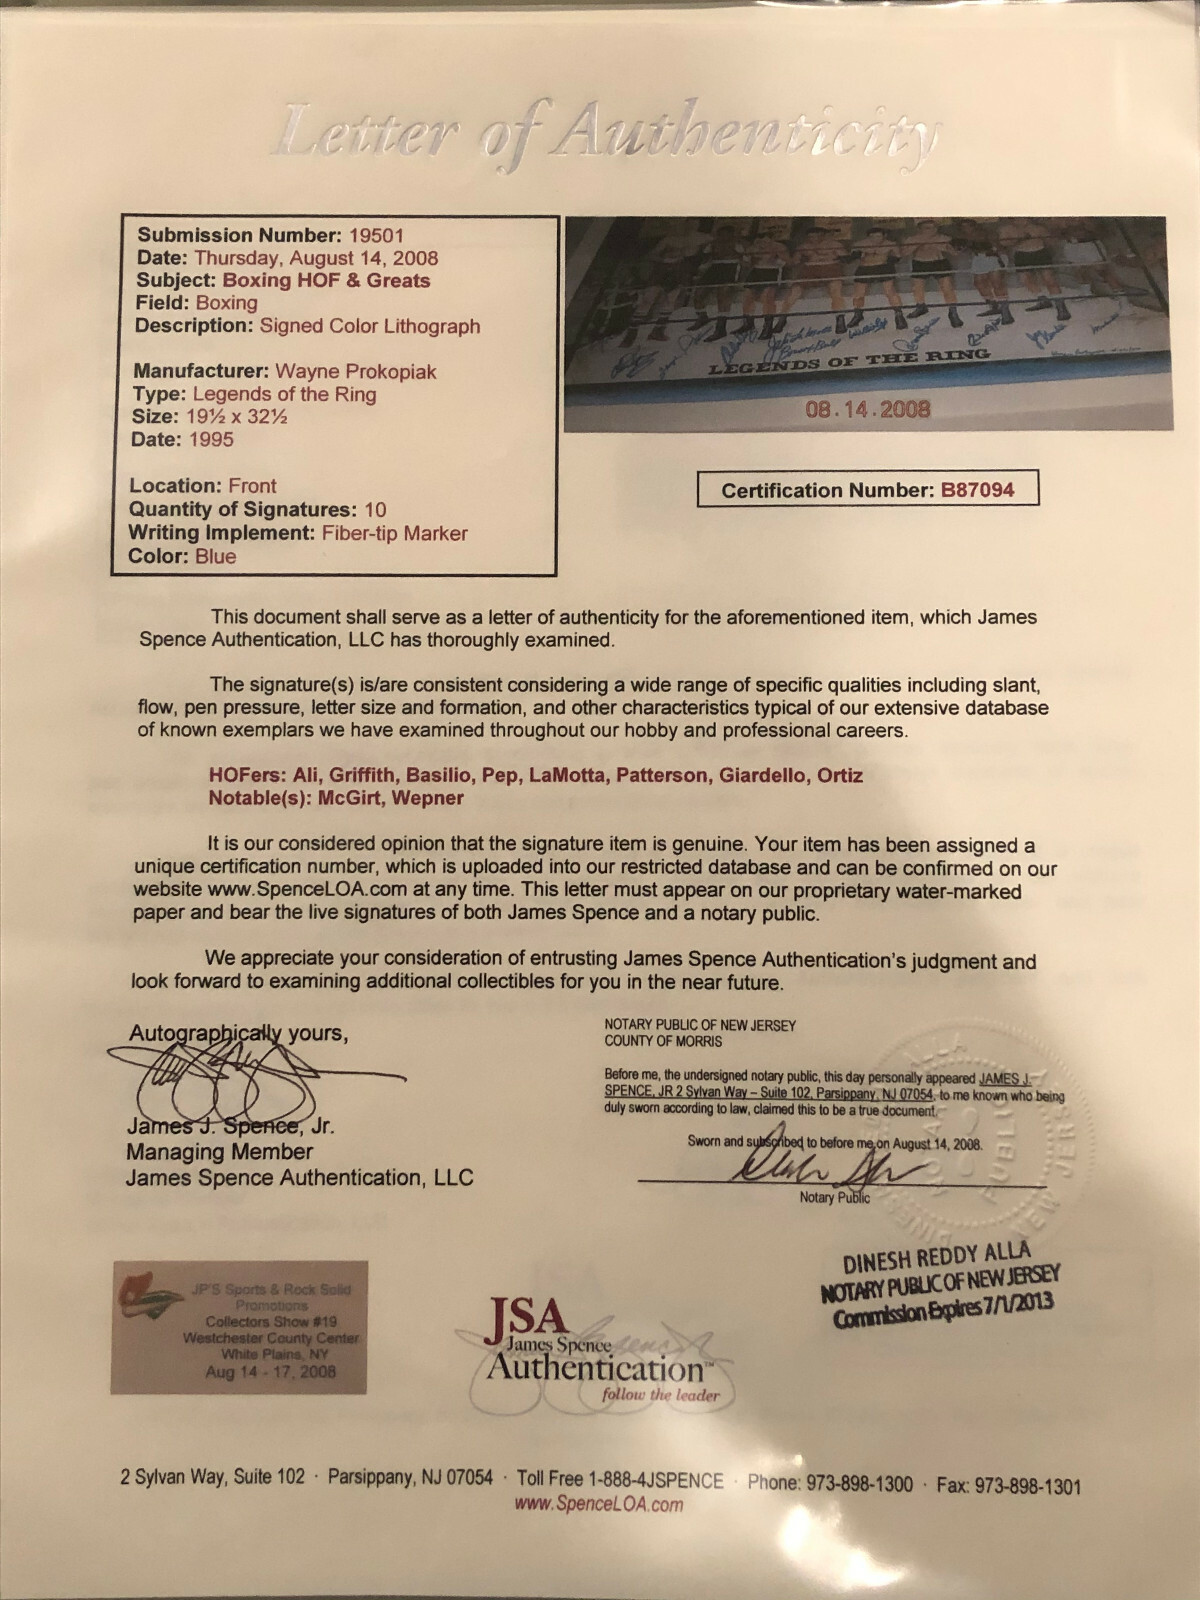 Letter of Authenticity
Submission Number: 19501
Date: Thursday, August 14, 2008
Subject: Boxing HOF & Greats
Field: Boxing
Description: Signed Color Lithograph
Manufacturer: Wayne Prokopiak
Type: Legends of the Ring
Size: 19½ x 32½
Date: 1995
Location: Front
Quantity of Signatures: 10
Writing Implement: Fiber-tip Marker
Color: Blue
LEGENDS OF THE RING
08.14.2008
Certification Number: B87094
This document shall serve as a letter of authenticity for the aforementioned item, which James
Spence Authentication, LLC has thoroughly examined.
The signature(s) is/are consistent considering a wide range of specific qualities including slant,
flow, pen pressure, letter size and formation, and other characteristics typical of our extensive database
of known exemplars we have examined throughout our hobby and professional careers.
HOFers: Ali, Griffith, Basilio, Pep, LaMotta, Patterson, Giardello, Ortiz
Notable(s): McGirt, Wepner
It is our considered opinion that the signature item is genuine. Your item has been assigned a
unique certification number, which is uploaded into our restricted database and can be confirmed on our
website www.SpenceLOA.com at any time. This letter must appear on our proprietary water-marked
paper and bear the live signatures of both James Spence and a notary public.
We appreciate your consideration of entrusting James Spence Authentication's judgment and
look forward to examining additional collectibles for you in the near future.
Autographically yours,
James J. Spence, Jr.
Managing Member
James Spence Authentication, LLC
NOTARY PUBLIC OF NEW JERSEY
COUNTY OF MORRIS
Before me, the undersigned notary public, this day personally appeared JAMES J.
SPENCE, JR 2 Sylvan Way – Suite 102, Parsippany, NJ 07054, to me known who being
duly sworn according to law, claimed this to be a true document.
Sworn and subscribed to before me on August 14, 2008.
Notary Public
DINESH REDDY ALLA
NOTARY PUBLIC OF NEW JERSEY
Commission Expires 7/1/2013
JP'S Sports & Rock Solid
Promotions
Collectors Show #19
Westchester County Center
White Plains, NY
Aug 14 - 17, 2008
JSA
James Spence
Authentication™
follow the leader
2 Sylvan Way, Suite 102 · Parsippany, NJ 07054 · Toll Free 1-888-4JSPENCE · Phone: 973-898-1300 · Fax: 973-898-1301
www.SpenceLOA.com